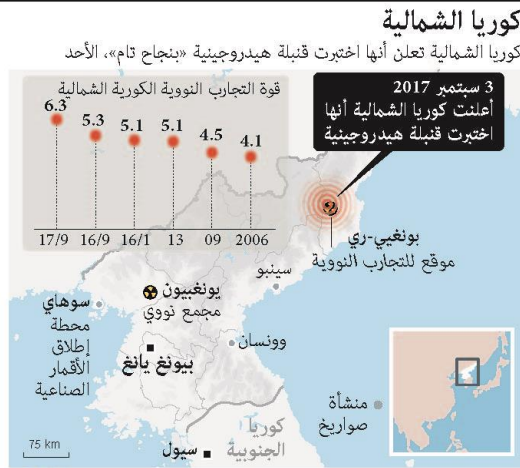 كوريا الشمالية
كوريا الشمالية تعلن أنها اختبرت قنبلة هيدروجينية «بنجاح تام»، الأحد
3 سبتمبر 2017
أعلنت كوريا الشمالية أنها
اختبرت قنبلة هيدروجينية
قوة التجارب النووية الكورية الشمالية
6.3
5.3
5.1
5.1
4.5
4.1
17/9
16/9
16/1
13
09
2006
بونغيي-ري
موقع للتجارب النووية
سينبو
يونغبيون
مجمع نووي
سوهاي
محطة
إطلاق
الأقمار
الصناعية
وونسان
بيونغ يانغ
منشأة
صواريخ
كوريا
الجنوبية
سيول
75 km